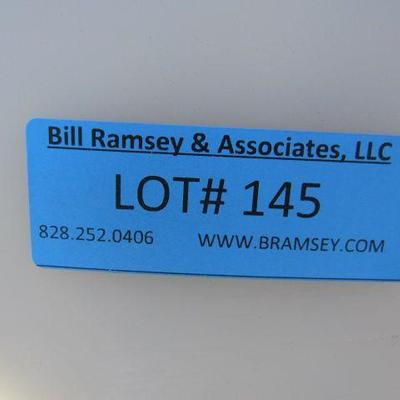 Bill Ramsey & Associates, LLC
LOT# 145
828.252.0406 WWW.BRAMSEY.COM